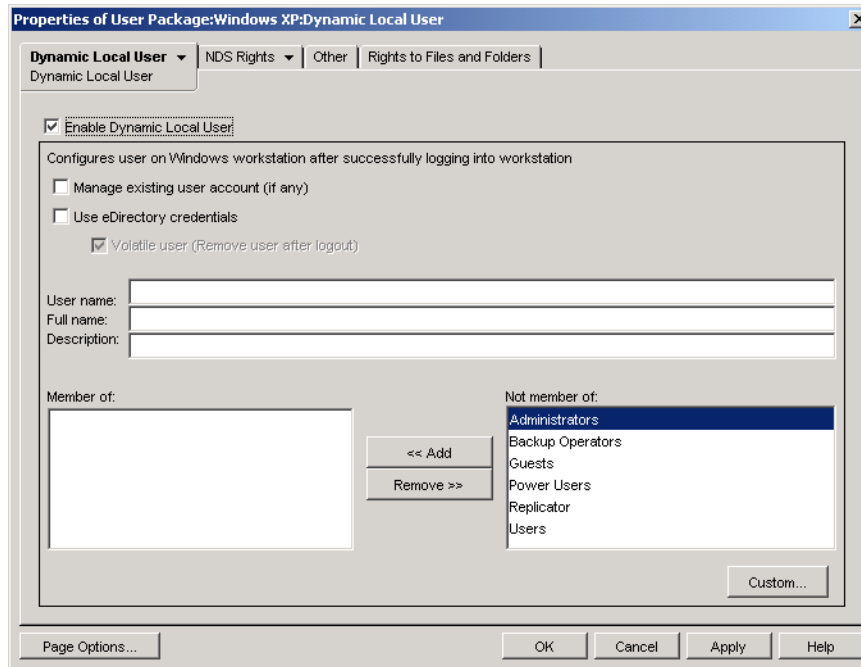 Properties of User Package:Windows XP:Dynamic Local User
Dynamic Local User NDS Rights Other Rights to Files and Folders
Dynamic Local User
Enable Dynamic Local User
Configures user on Windows workstation after successfully logging into workstation
Manage existing user account (if any)
Use eDirectory credentials
Volatile user (Remove user after logout)
User name:
Full name:
Description:
Member of:
Not member of:
Administrators
Backup Operators
Guests
Power Users
Replicator
Users
<< Add
Remove >>
Custom...
Page Options... OK Cancel Apply Help